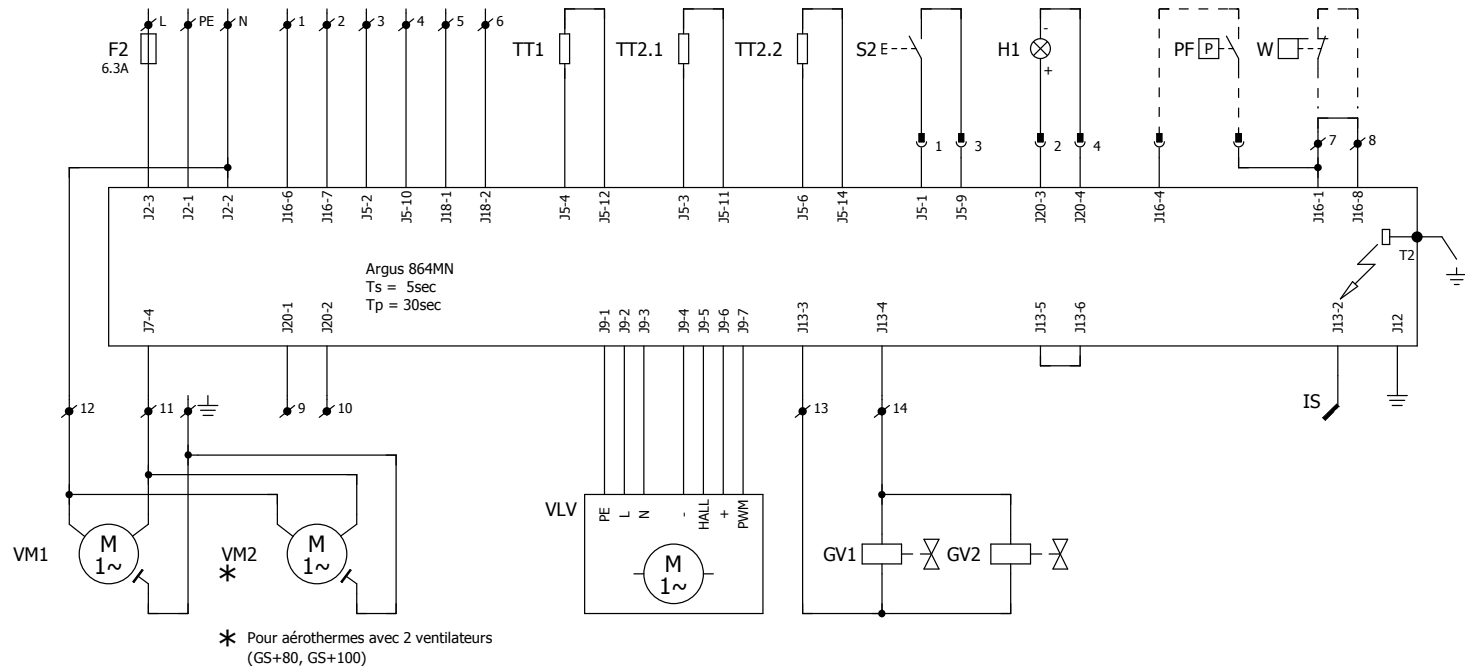 L PE N 1 2 3 4 5 6
F2
6.3A
TT1 TT2.1 TT2.2 S2 E H1 - + PF P W
1 3 2 4 7 8
J2-3 J2-1 J2-2 J16-6 J16-7 J5-2 J5-10 J18-1 J18-2 J5-4 J5-12 J5-3 J5-11 J5-6 J5-14 J5-1 J5-9 J20-3 J20-4 J16-4 J16-1 J16-8
T2
Argus 864MN
Ts = 5sec
Tp = 30sec
J7-4 J20-1 J20-2 J9-1 J9-2 J9-3 J9-4 J9-5 J9-6 J9-7 J13-3 J13-4 J13-5 J13-6 J13-2 J12
12 11 9 10 13 14 IS
VLV PE L N - HALL + PWM
VM1 M 1~ VM2 M 1~ M 1~ GV1 GV2
* 
* Pour aérothermes avec 2 ventilateurs
(GS+80, GS+100)